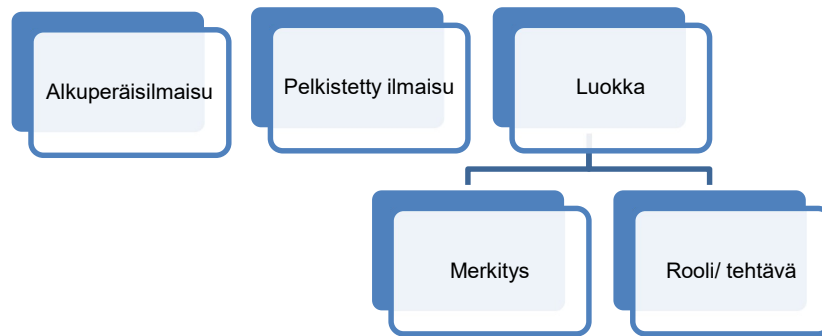 Alkuperäisilmaisu
Pelkistetty ilmaisu
Luokka
Merkitys
Rooli/ tehtävä